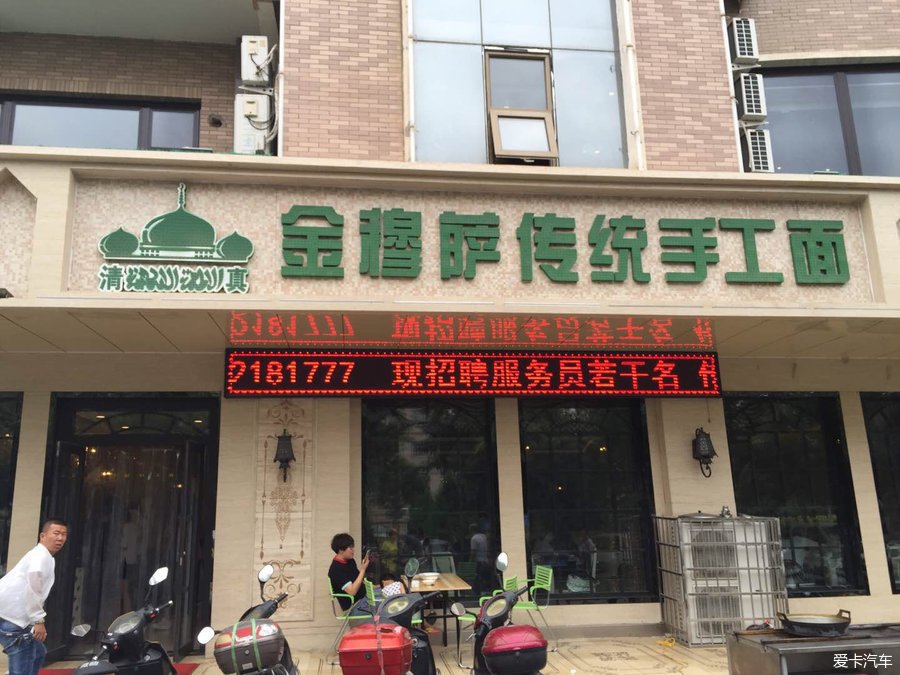 金穆萨传统手工面
清 真
2181777 现招聘服务员若干名
爱卡汽车